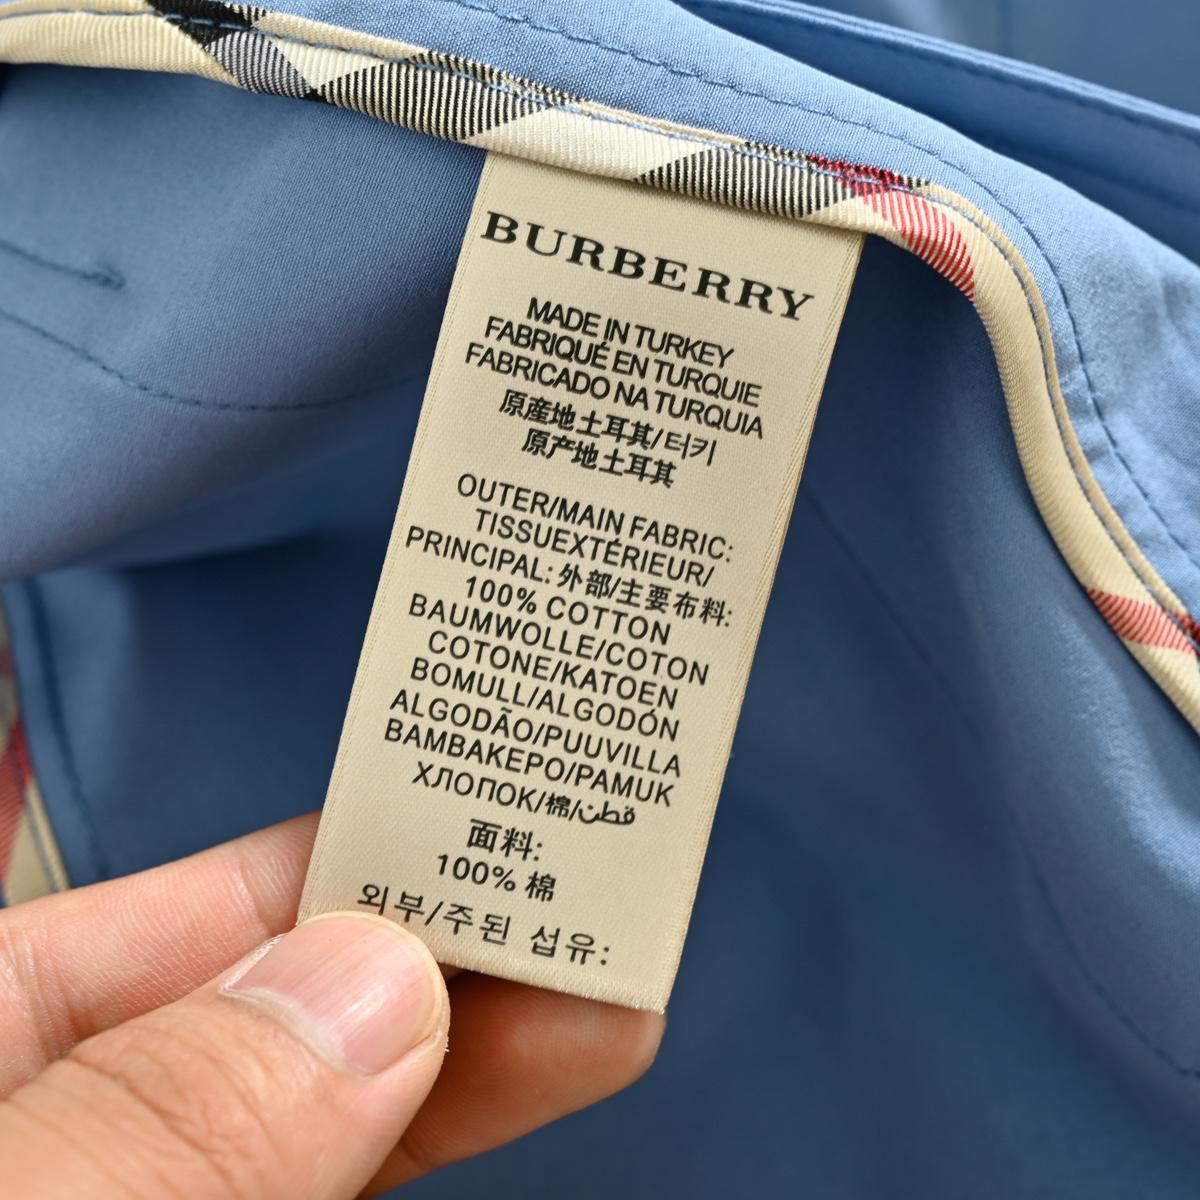 BURBERRY
MADE IN TURKEY
FABRIQUÉ EN TURQUIE
FABRICADO NA TURQUIA
原産地土耳其/터키
原产地土耳其
OUTER/MAIN FABRIC:
TISSUEXTÉRIEUR/
PRINCIPAL: 外部/主要布料:
100% COTTON
BAUMWOLLE/COTON
COTONE/KATOEN
BOMULL/ALGODÓN
ALGODÃO/PUUVILLA
BAMBAKEPO/PAMUK
ХЛОПОК/棉/قطن
面料:
100% 棉
외부/주된 섬유: